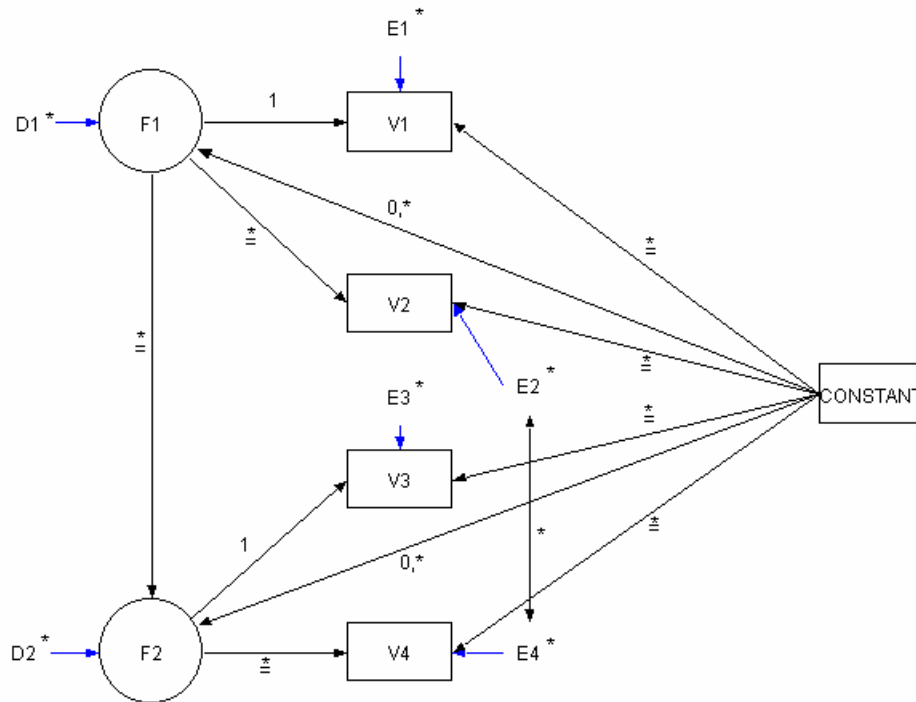 E1 *
1
D1 *
F1
V1
0,*
*
=
*
=
V2
*
=
*
=
E3 *
E2 *
CONSTANT
*
=
V3
*
=
1
*
0,*
D2 *
F2
*
=
V4
E4 *